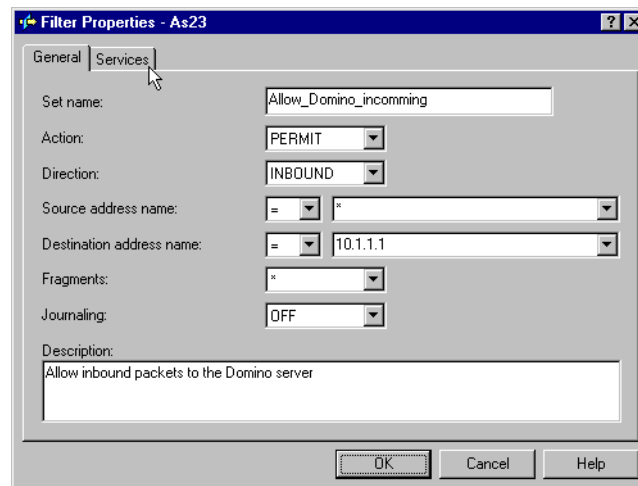 Filter Properties - As23
General Services
Set name: Allow_Domino_incomming
Action: PERMIT
Direction: INBOUND
Source address name: = *
Destination address name: = 10.1.1.1
Fragments: *
Journaling: OFF
Description:
Allow inbound packets to the Domino server
OK Cancel Help